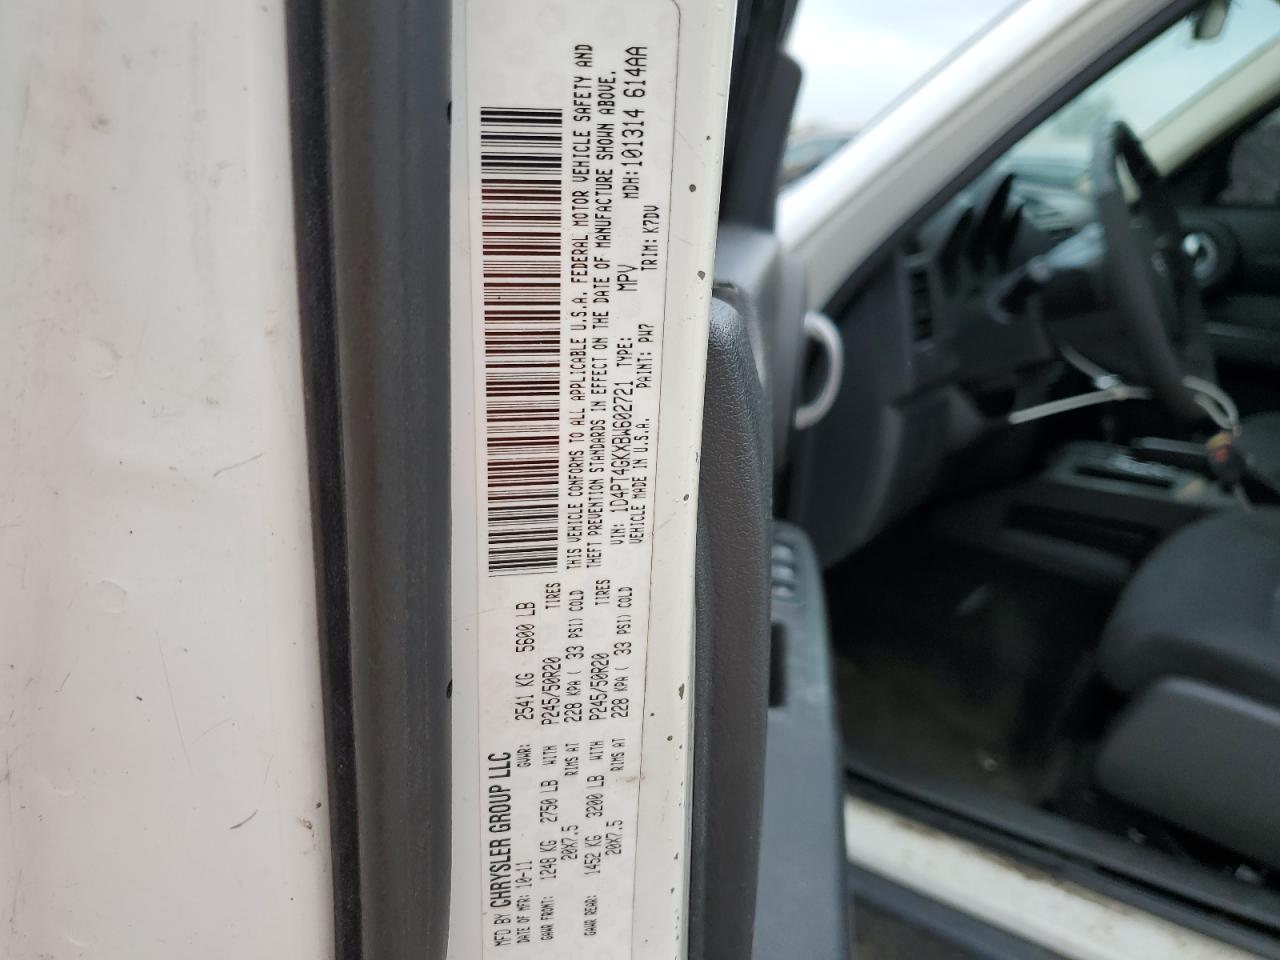 MFD BY CHRYSLER GROUP LLC
DATE OF MFR: 10-11 GVWR: 2541 KG 5600 LB
GAWR FRONT: 1248 KG 2750 LB WITH P245/50R20 TIRES
20X7.5 RIMS AT 228 KPA ( 33 PSI) COLD
GAWR REAR: 1452 KG 3200 LB WITH P245/50R20 TIRES
20X7.5 RIMS AT 228 KPA ( 33 PSI) COLD
THIS VEHICLE CONFORMS TO ALL APPLICABLE U.S.A. FEDERAL MOTOR VEHICLE SAFETY AND
THEFT PREVENTION STANDARDS IN EFFECT ON THE DATE OF MANUFACTURE SHOWN ABOVE.
VIN: 1D4PT4GKXBW602721 TYPE: MPV MDH:101314 614AA
VEHICLE MADE IN U.S.A. PAINT: PW7 TRIM: K7DV